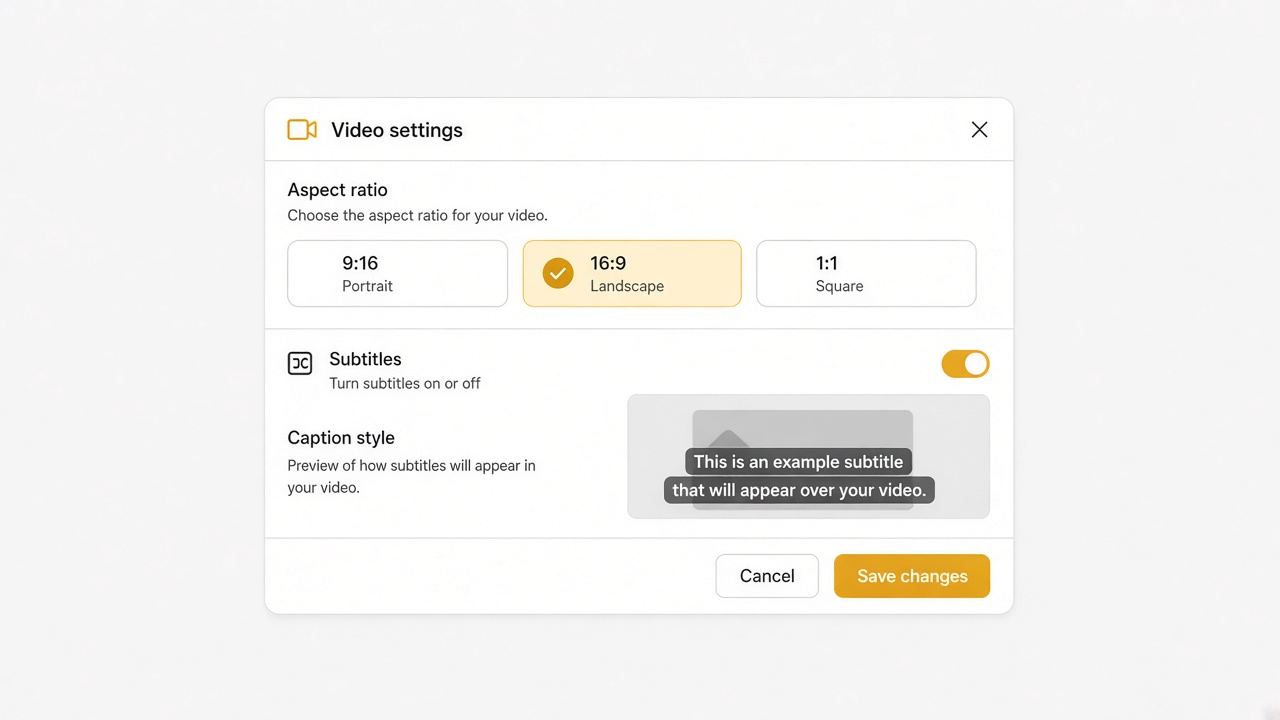 Video settings
Aspect ratio
Choose the aspect ratio for your video.
9:16
Portrait
16:9
Landscape
1:1
Square
Subtitles
Turn subtitles on or off
Caption style
Preview of how subtitles will appear in
your video.
This is an example subtitle
that will appear over your video.
Cancel
Save changes